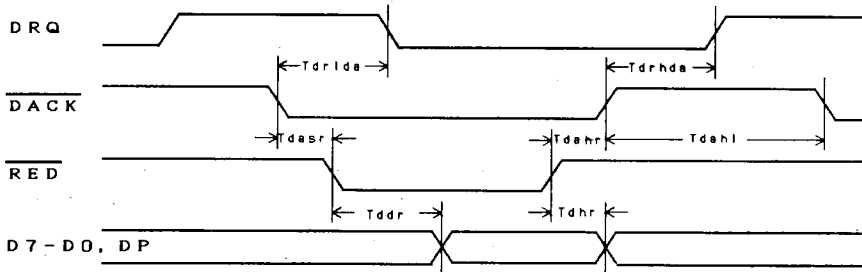 DRQ
Tdrlda
Tdrhda
DACK
Tdasr
Tdahr
Tdahl
RED
Tddr
Tdhr
D7-D0, DP